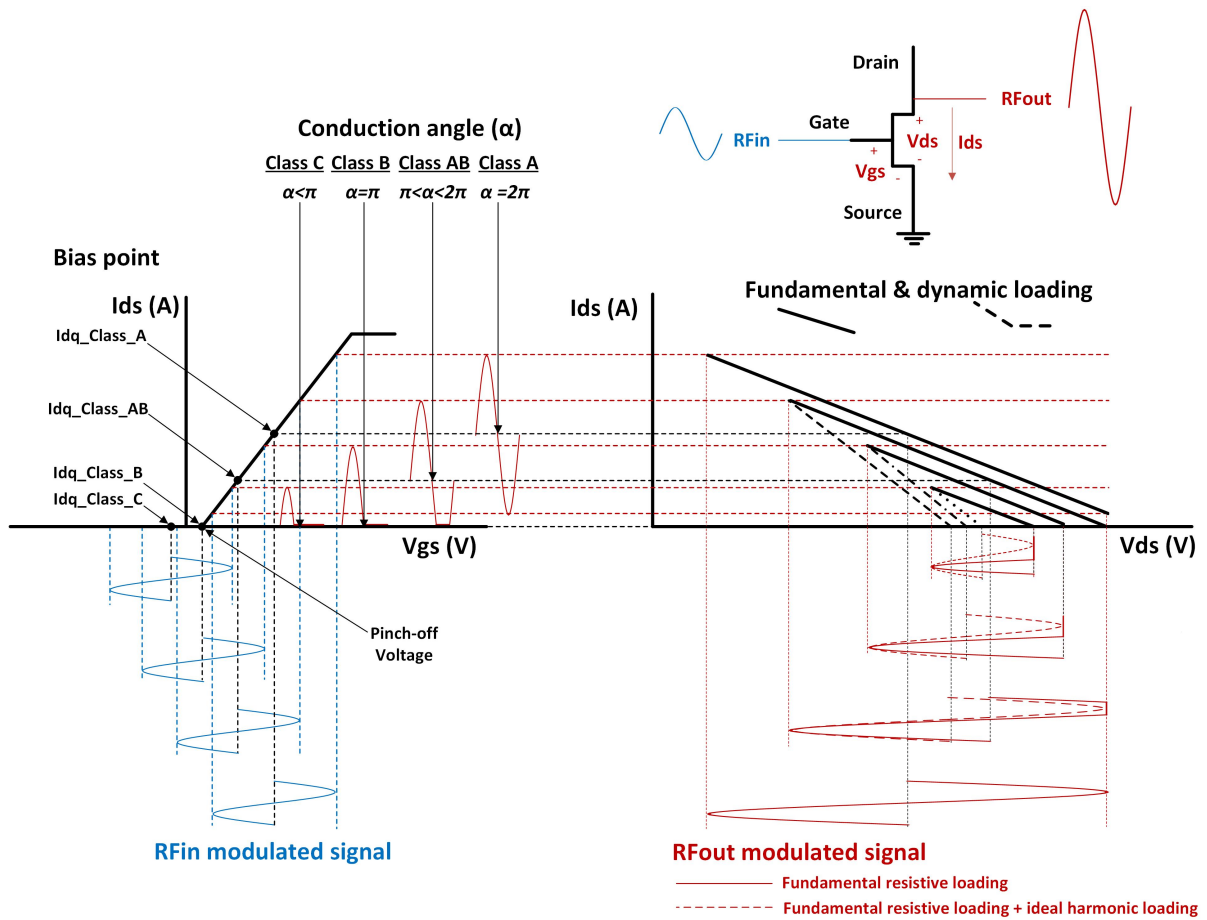 Drain
RFout
Gate
RFin
+
Vds
-
Ids
+
Vgs
-
Source
Conduction angle (α)
Class C
Class B
Class AB
Class A
α<π
α=π
π<α<2π
α =2π
Bias point
Ids (A)
Idq_Class_A
Idq_Class_AB
Idq_Class_B
Idq_Class_C
Vgs (V)
Pinch-off
Voltage
RFin modulated signal
Ids (A)
Fundamental & dynamic loading
Vds (V)
RFout modulated signal
Fundamental resistive loading
Fundamental resistive loading + ideal harmonic loading